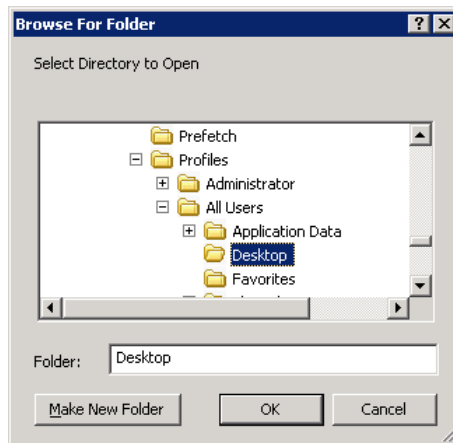 Browse For Folder
Select Directory to Open
Prefetch
Profiles
Administrator
All Users
Application Data
Desktop
Favorites
Folder: Desktop
Make New Folder OK Cancel